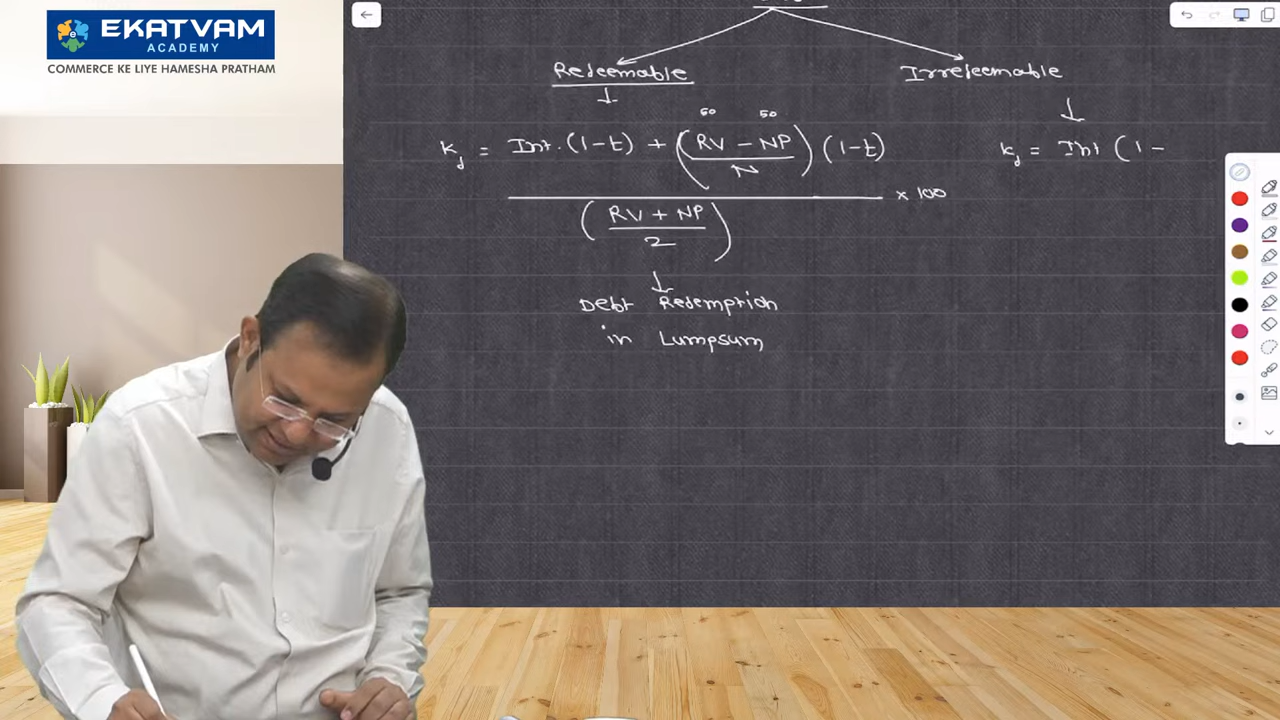 EKATVAM
ACADEMY
COMMERCE KE LIYE HAMESHA PRATHAM
Redeemable
Irredeemable
50 50
Kd = Int. (1-t) + (RV - NP / N) (1-t)
(RV + NP / 2)
× 100
Kd = Int (1 -
Debt Redemption
in Lumpsum